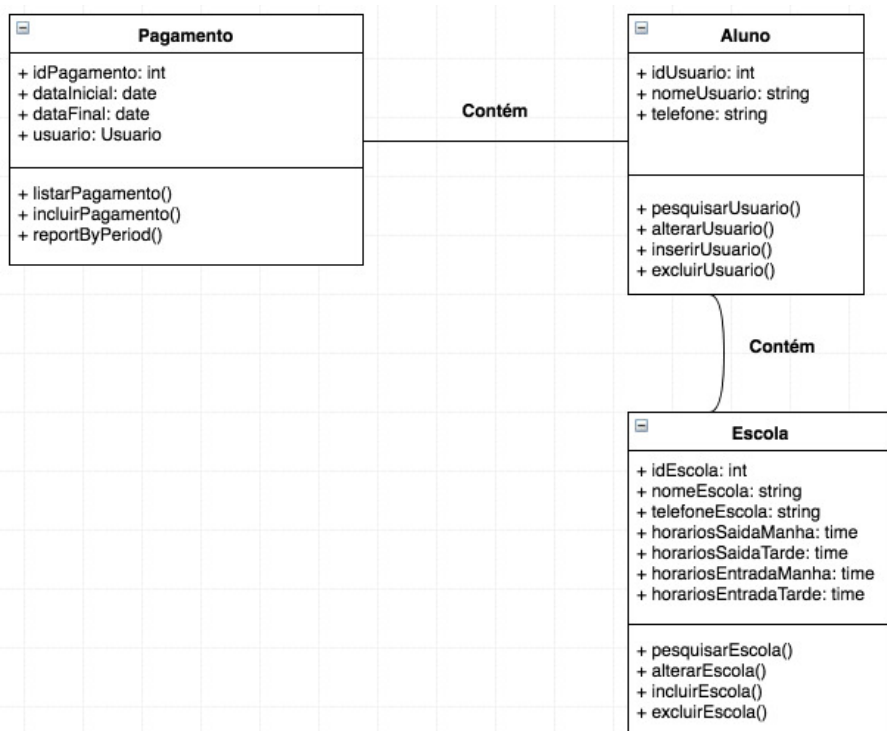 Pagamento
+ idPagamento: int
+ dataInicial: date
+ dataFinal: date
+ usuario: Usuario
+ listarPagamento()
+ incluirPagamento()
+ reportByPeriod()
Contém
Aluno
+ idUsuario: int
+ nomeUsuario: string
+ telefone: string
+ pesquisarUsuario()
+ alterarUsuario()
+ inserirUsuario()
+ excluirUsuario()
Contém
Escola
+ idEscola: int
+ nomeEscola: string
+ telefoneEscola: string
+ horariosSaidaManha: time
+ horariosSaidaTarde: time
+ horariosEntradaManha: time
+ horariosEntradaTarde: time
+ pesquisarEscola()
+ alterarEscola()
+ incluirEscola()
+ excluirEscola()